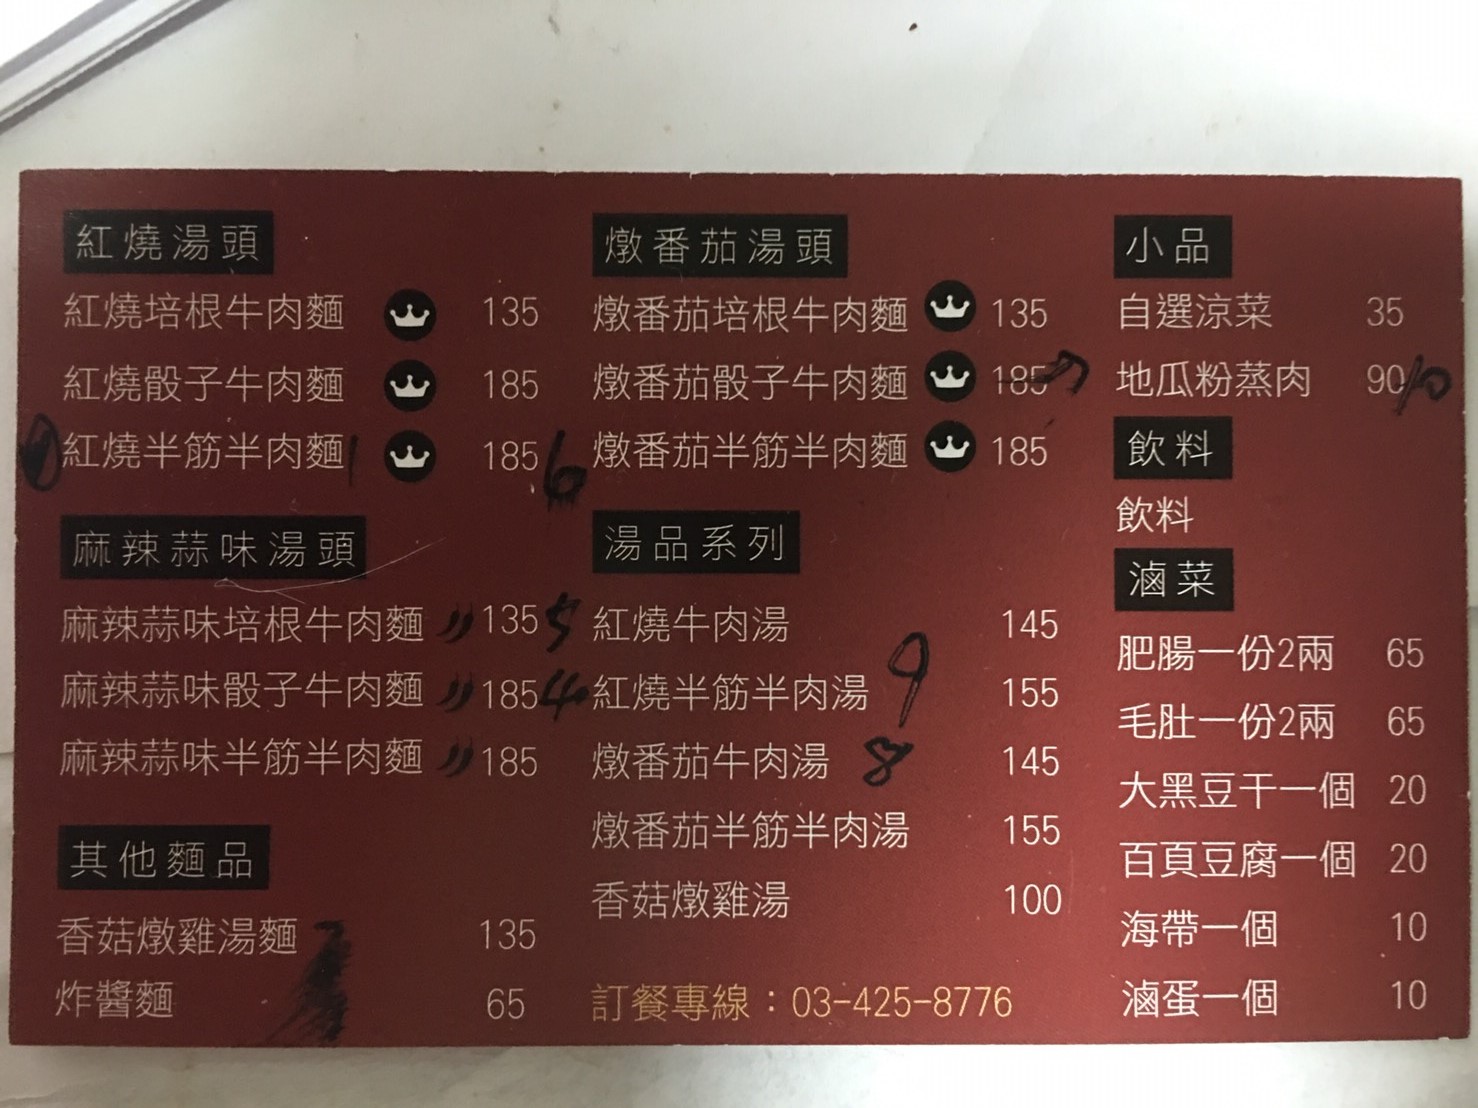 紅燒湯頭
紅燒培根牛肉麵 135
紅燒骰子牛肉麵 185
紅燒半筋半肉麵 1 185
麻辣蒜味湯頭
麻辣蒜味培根牛肉麵 〃 135 5
麻辣蒜味骰子牛肉麵 〃 185 4
麻辣蒜味半筋半肉麵 〃 185
其他麵品
香菇燉雞湯麵 135
炸醬麵 65
燉番茄湯頭
燉番茄培根牛肉麵 135
燉番茄骰子牛肉麵 185 7
6 燉番茄半筋半肉麵 185
湯品系列
紅燒牛肉湯 145
紅燒半筋半肉湯 9 155
燉番茄牛肉湯 8 145
燉番茄半筋半肉湯 155
香菇燉雞湯 100
訂餐專線：03-425-8776
小品
自選涼菜 35
地瓜粉蒸肉 90 10
飲料
飲料
滷菜
肥腸一份2兩 65
毛肚一份2兩 65
大黑豆干一個 20
百頁豆腐一個 20
海帶一個 10
滷蛋一個 10